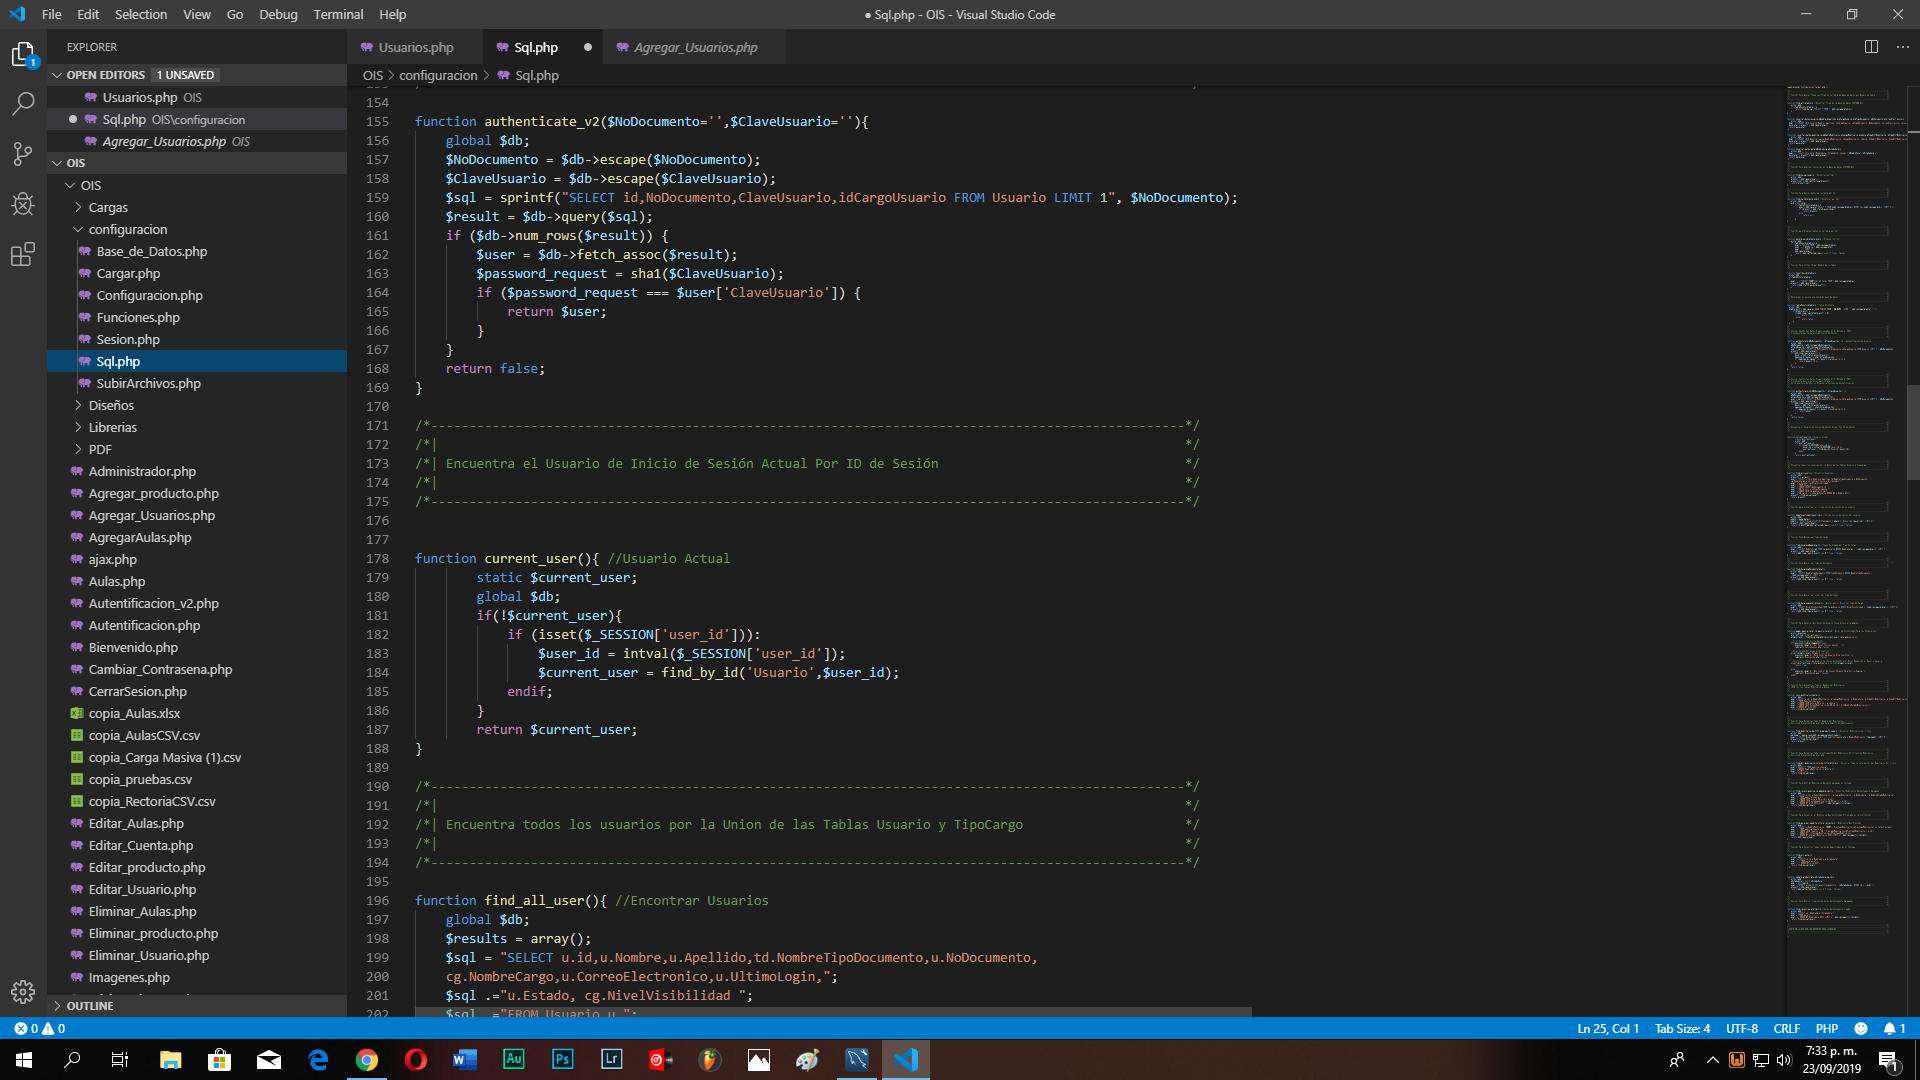 File Edit Selection View Go Debug Terminal Help
● Sql.php - OIS - Visual Studio Code
EXPLORER
Usuarios.php
Sql.php
Agregar_Usuarios.php
OPEN EDITORS 1 UNSAVED
OIS > configuracion > Sql.php
Usuarios.php OIS
Sql.php OIS\configuracion
Agregar_Usuarios.php OIS
OIS
OIS
Cargas
configuracion
Base_de_Datos.php
Cargar.php
Configuracion.php
Funciones.php
Sesion.php
Sql.php
SubirArchivos.php
Diseños
Librerias
PDF
Administrador.php
Agregar_producto.php
Agregar_Usuarios.php
AgregarAulas.php
ajax.php
Aulas.php
Autentificacion_v2.php
Autentificacion.php
Bienvenido.php
Cambiar_Contrasena.php
CerrarSesion.php
copia_Aulas.xlsx
copia_AulasCSV.csv
copia_Carga Masiva (1).csv
copia_pruebas.csv
copia_RectoriaCSV.csv
Editar_Aulas.php
Editar_Cuenta.php
Editar_producto.php
Editar_Usuario.php
Eliminar_Aulas.php
Eliminar_producto.php
Eliminar_Usuario.php
Imagenes.php
OUTLINE
154
155 function authenticate_v2($NoDocumento='',$ClaveUsuario=''){
156 global $db;
157 $NoDocumento = $db->escape($NoDocumento);
158 $ClaveUsuario = $db->escape($ClaveUsuario);
159 $sql = sprintf("SELECT id,NoDocumento,ClaveUsuario,idCargoUsuario FROM Usuario LIMIT 1", $NoDocumento);
160 $result = $db->query($sql);
161 if ($db->num_rows($result)) {
162 $user = $db->fetch_assoc($result);
163 $password_request = sha1($ClaveUsuario);
164 if ($password_request === $user['ClaveUsuario']) {
165 return $user;
166 }
167 }
168 return false;
169 }
170
171 /*--------------------------------------------------------------------------------------------------*/
172 /*| */
173 /*| Encuentra el Usuario de Inicio de Sesión Actual Por ID de Sesión */
174 /*| */
175 /*--------------------------------------------------------------------------------------------------*/
176
177
178 function current_user(){ //Usuario Actual
179 static $current_user;
180 global $db;
181 if(!$current_user){
182 if (isset($_SESSION['user_id'])):
183 $user_id = intval($_SESSION['user_id']);
184 $current_user = find_by_id('Usuario',$user_id);
185 endif;
186 }
187 return $current_user;
188 }
189
190 /*--------------------------------------------------------------------------------------------------*/
191 /*| */
192 /*| Encuentra todos los usuarios por la Union de las Tablas Usuario y TipoCargo */
193 /*| */
194 /*--------------------------------------------------------------------------------------------------*/
195
196 function find_all_user(){ //Encontrar Usuarios
197 global $db;
198 $results = array();
199 $sql = "SELECT u.id,u.Nombre,u.Apellido,td.NombreTipoDocumento,u.NoDocumento,
200 cg.NombreCargo,u.CorreoElectronico,u.UltimoLogin,";
201 $sql .="u.Estado, cg.NivelVisibilidad ";
202 $sql .="FROM Usuario u ";
0 0
Ln 25, Col 1 Tab Size: 4 UTF-8 CRLF PHP 1
Au Ps Lr
7:33 p. m.
23/09/2019
1